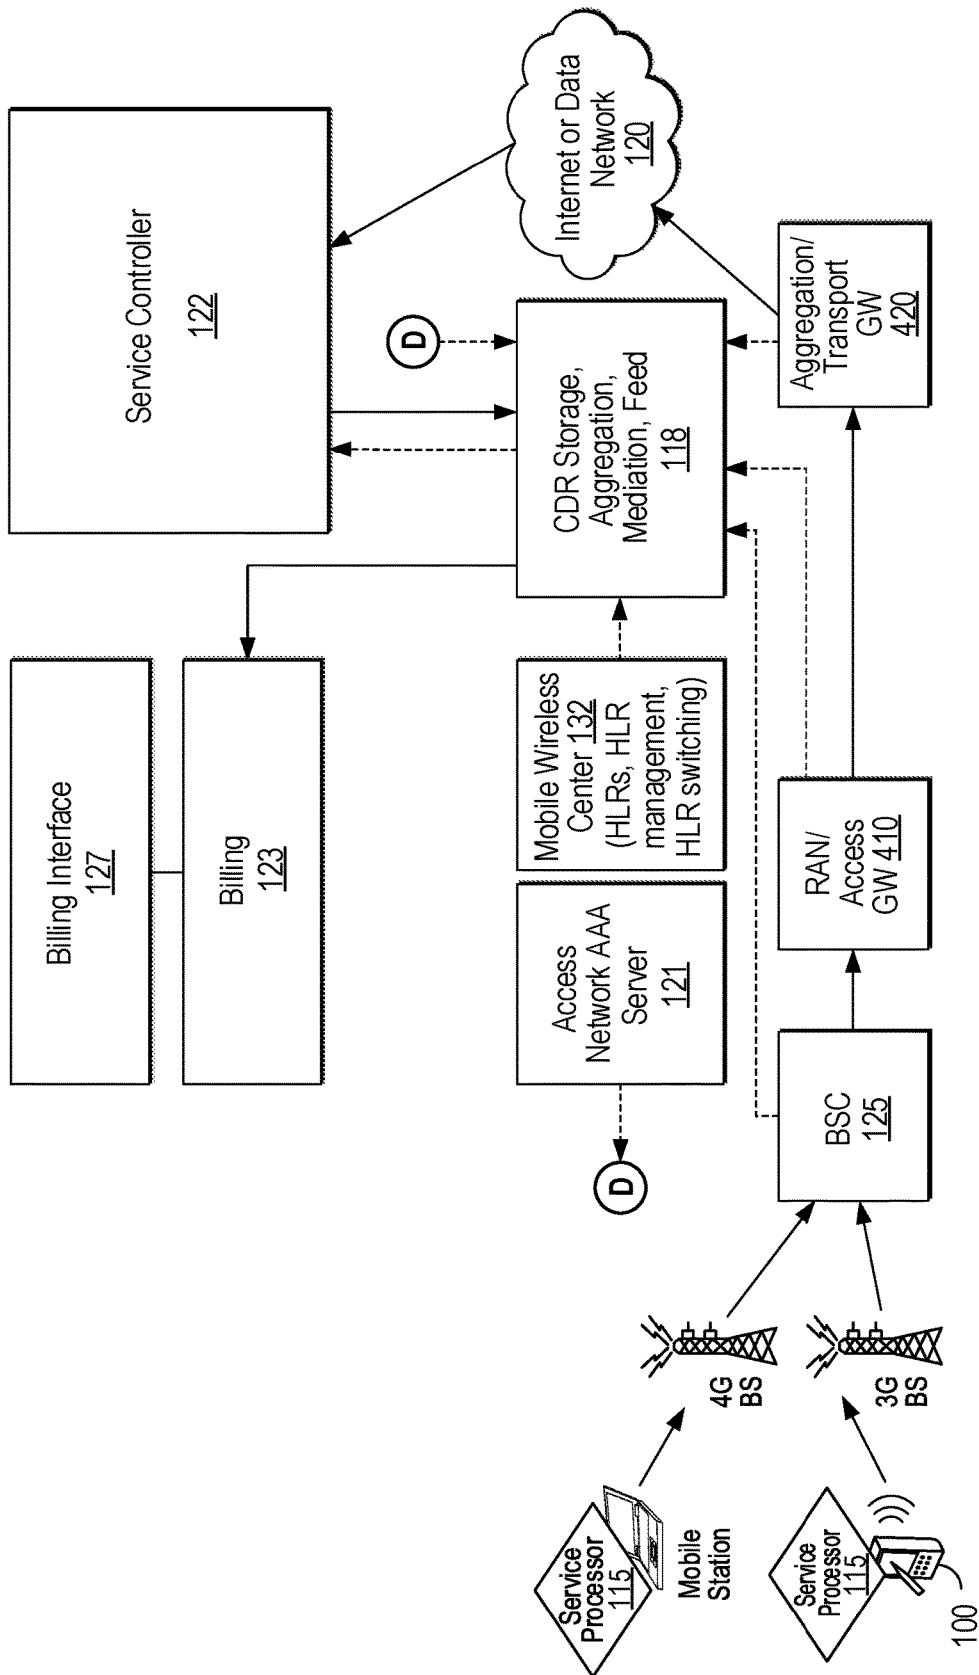 Billing Interface
127
Billing
123
Service Controller
122
Access
Network AAA
Server
121
Mobile Wireless
Center 132
(HLRs, HLR
management,
HLR switching)
CDR Storage,
Aggregation,
Mediation, Feed
118
D
D
Internet or Data
Network
120
Service
Processor
115
Mobile
Station
4G
BS
Service
Processor
115
100
3G
BS
BSC
125
RAN/
Access
GW 410
Aggregation/
Transport
GW
420